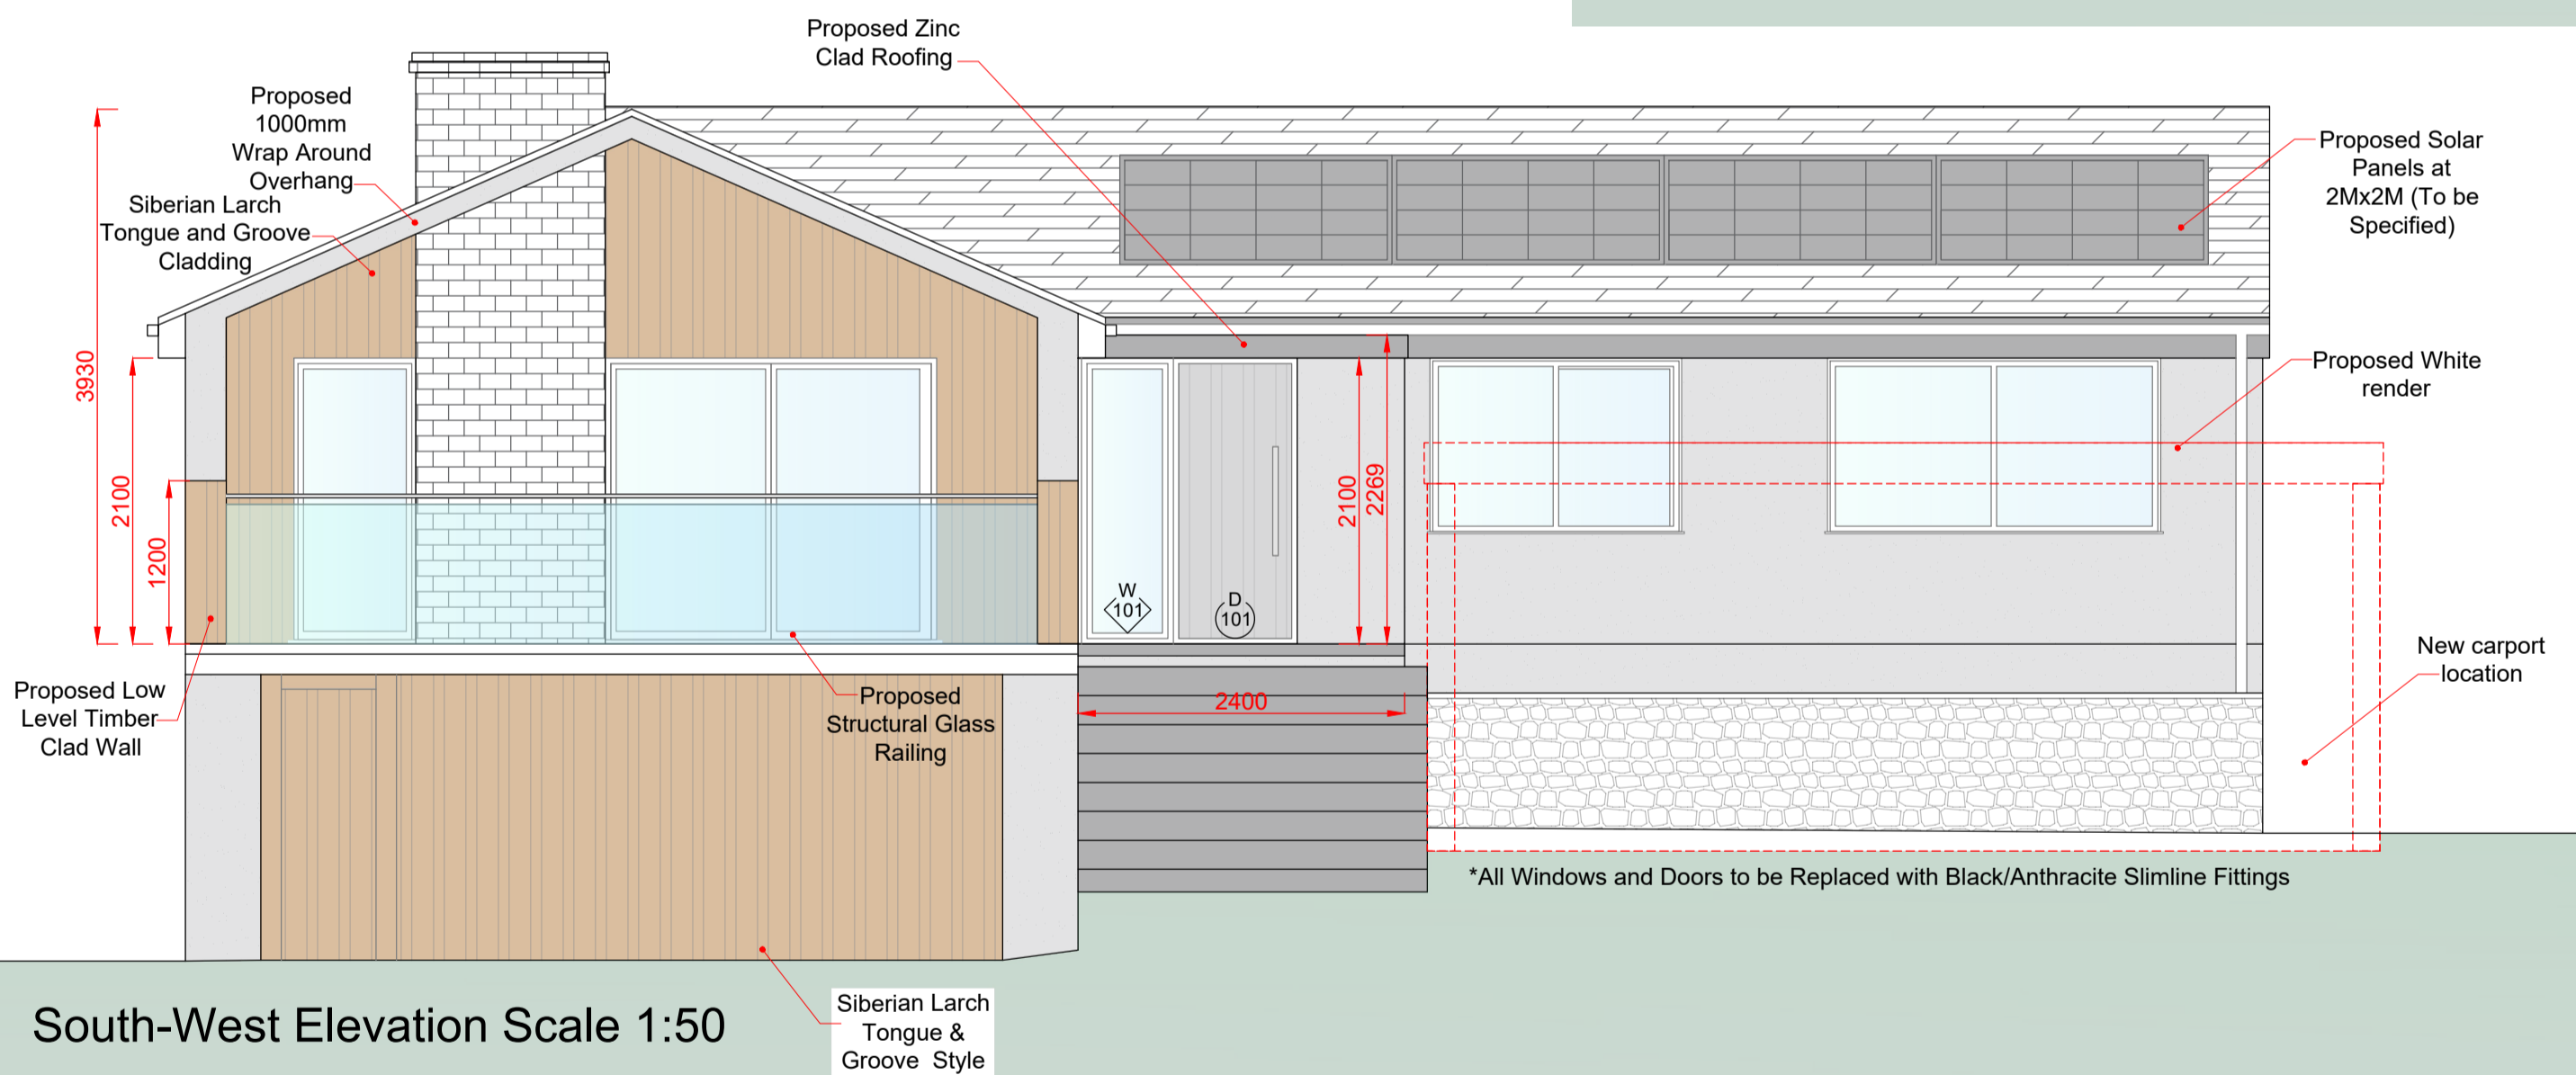 Proposed Zinc
Clad Roofing
Proposed
1000mm
Wrap Around
Overhang
Siberian Larch
Tongue and Groove
Cladding
Proposed Solar
Panels at
2Mx2M (To be
Specified)
3930
2100
1200
2100
2269
Proposed White
render
W
101
D
101
New carport
location
Proposed Low
Level Timber
Clad Wall
Proposed
Structural Glass
Railing
2400
*All Windows and Doors to be Replaced with Black/Anthracite Slimline Fittings
Siberian Larch
Tongue &
Groove Style
South-West Elevation Scale 1:50